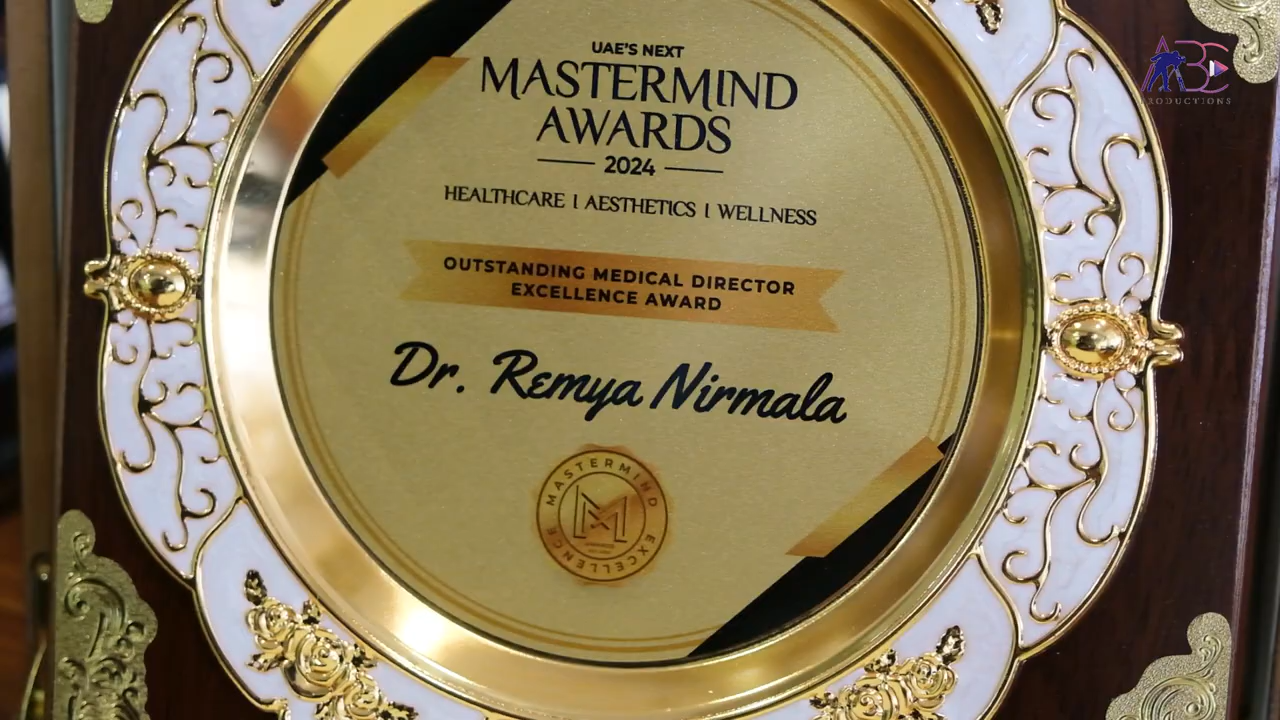 UAE'S NEXT
MASTERMIND
AWARDS
2024
HEALTHCARE | AESTHETICS | WELLNESS
OUTSTANDING MEDICAL DIRECTOR
EXCELLENCE AWARD
Dr. Remya Nirmala
MASTERMIND
EXCELLENCE
ABC
PRODUCTIONS